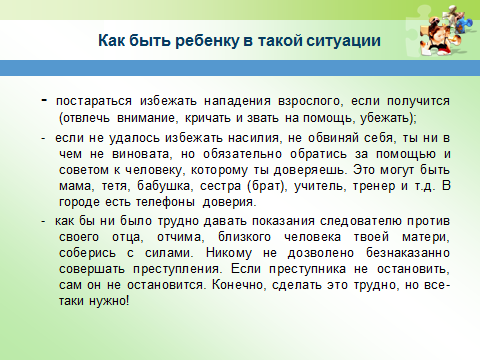 Как быть ребенку в такой ситуации
- постараться избежать нападения взрослого, если получится
(отвлечь внимание, кричать и звать на помощь, убежать);
- если не удалось избежать насилия, не обвиняй себя, ты ни в
чем не виновата, но обязательно обратись за помощью и
советом к человеку, которому ты доверяешь. Это могут быть
мама, тетя, бабушка, сестра (брат), учитель, тренер и т.д. В
городе есть телефоны доверия.
- как бы ни было трудно давать показания следователю против
своего отца, отчима, близкого человека твоей матери,
соберись с силами. Никому не дозволено безнаказанно
совершать преступления. Если преступника не остановить,
сам он не остановится. Конечно, сделать это трудно, но все-
таки нужно!